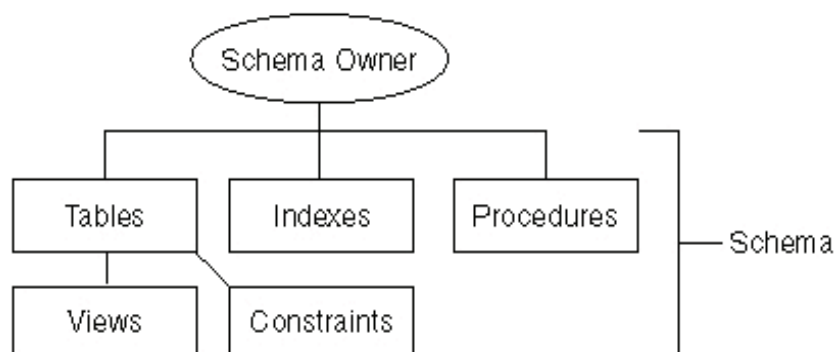 Schema Owner
Tables
Indexes
Procedures
Schema
Views
Constraints